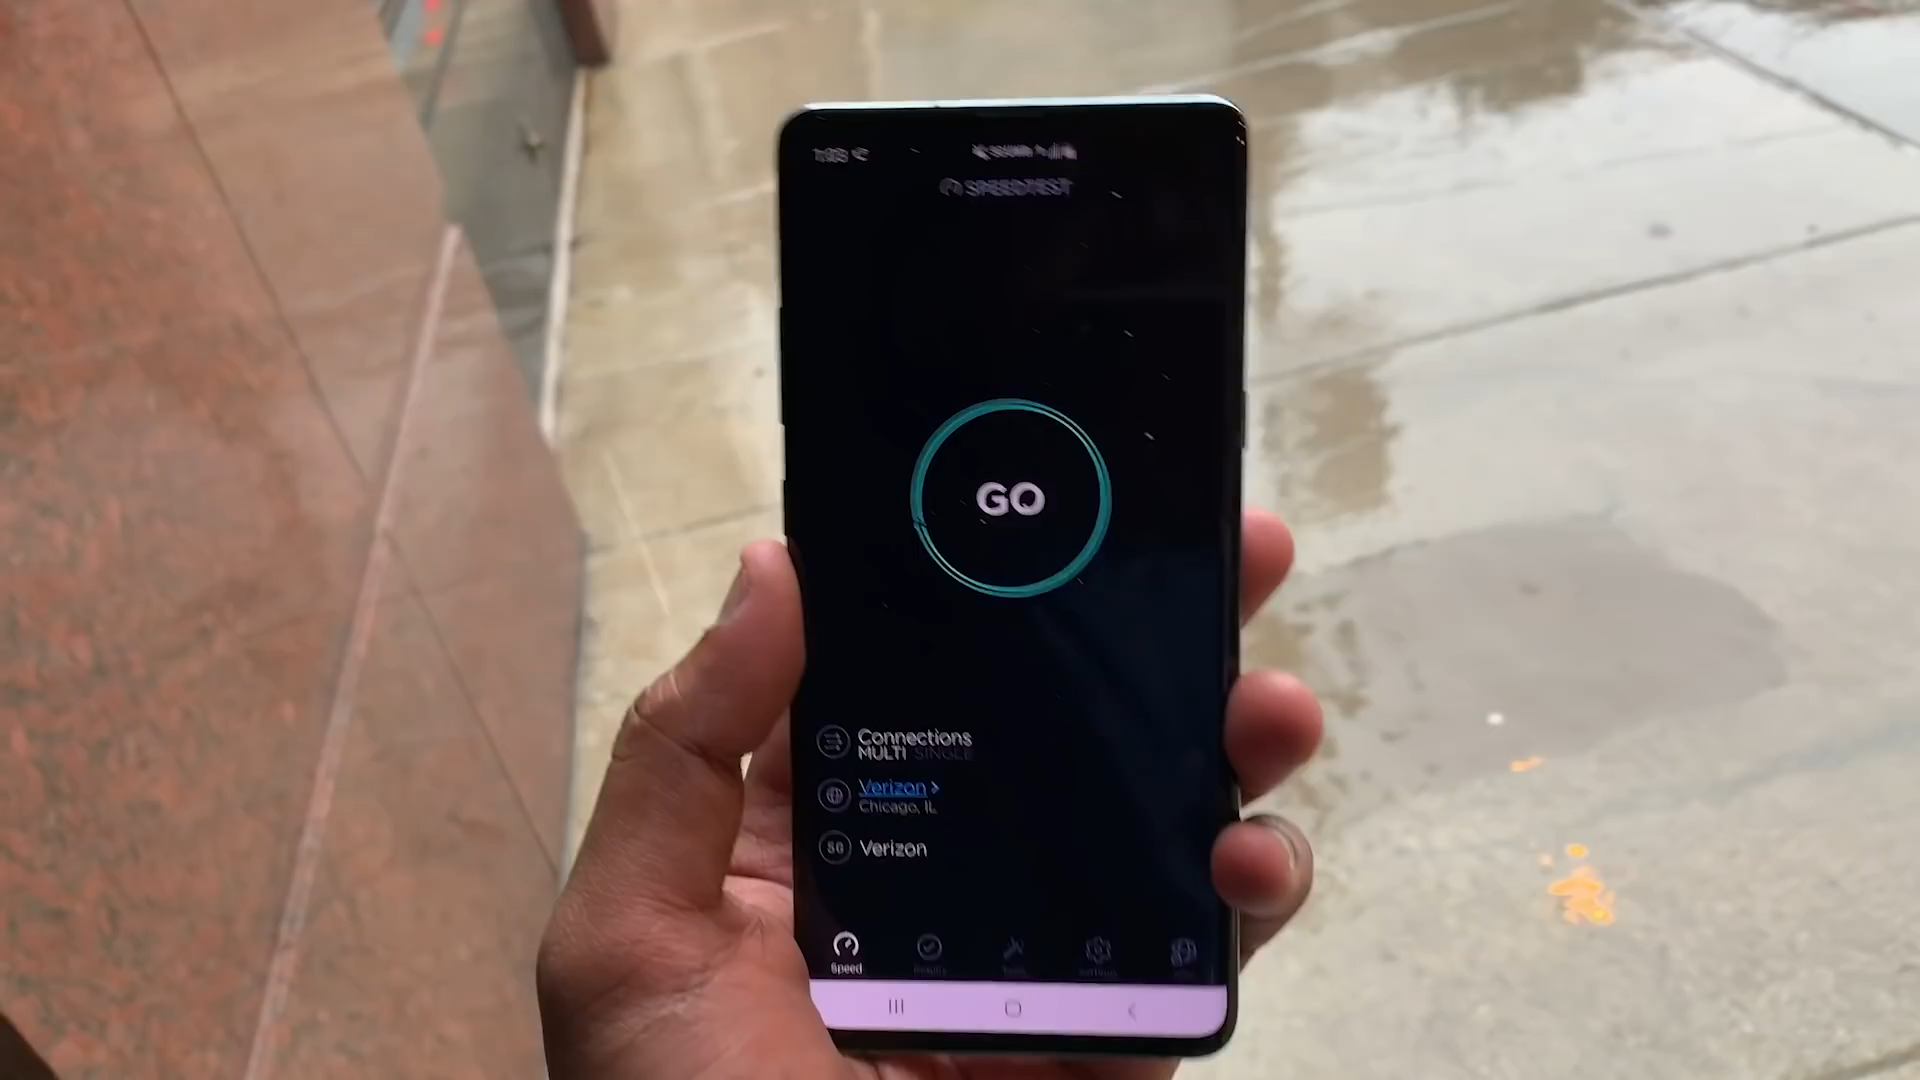 SPEEDTEST
GO
Connections
MULTI SINGLE
Verizon >
Chicago, IL
5G Verizon
Speed